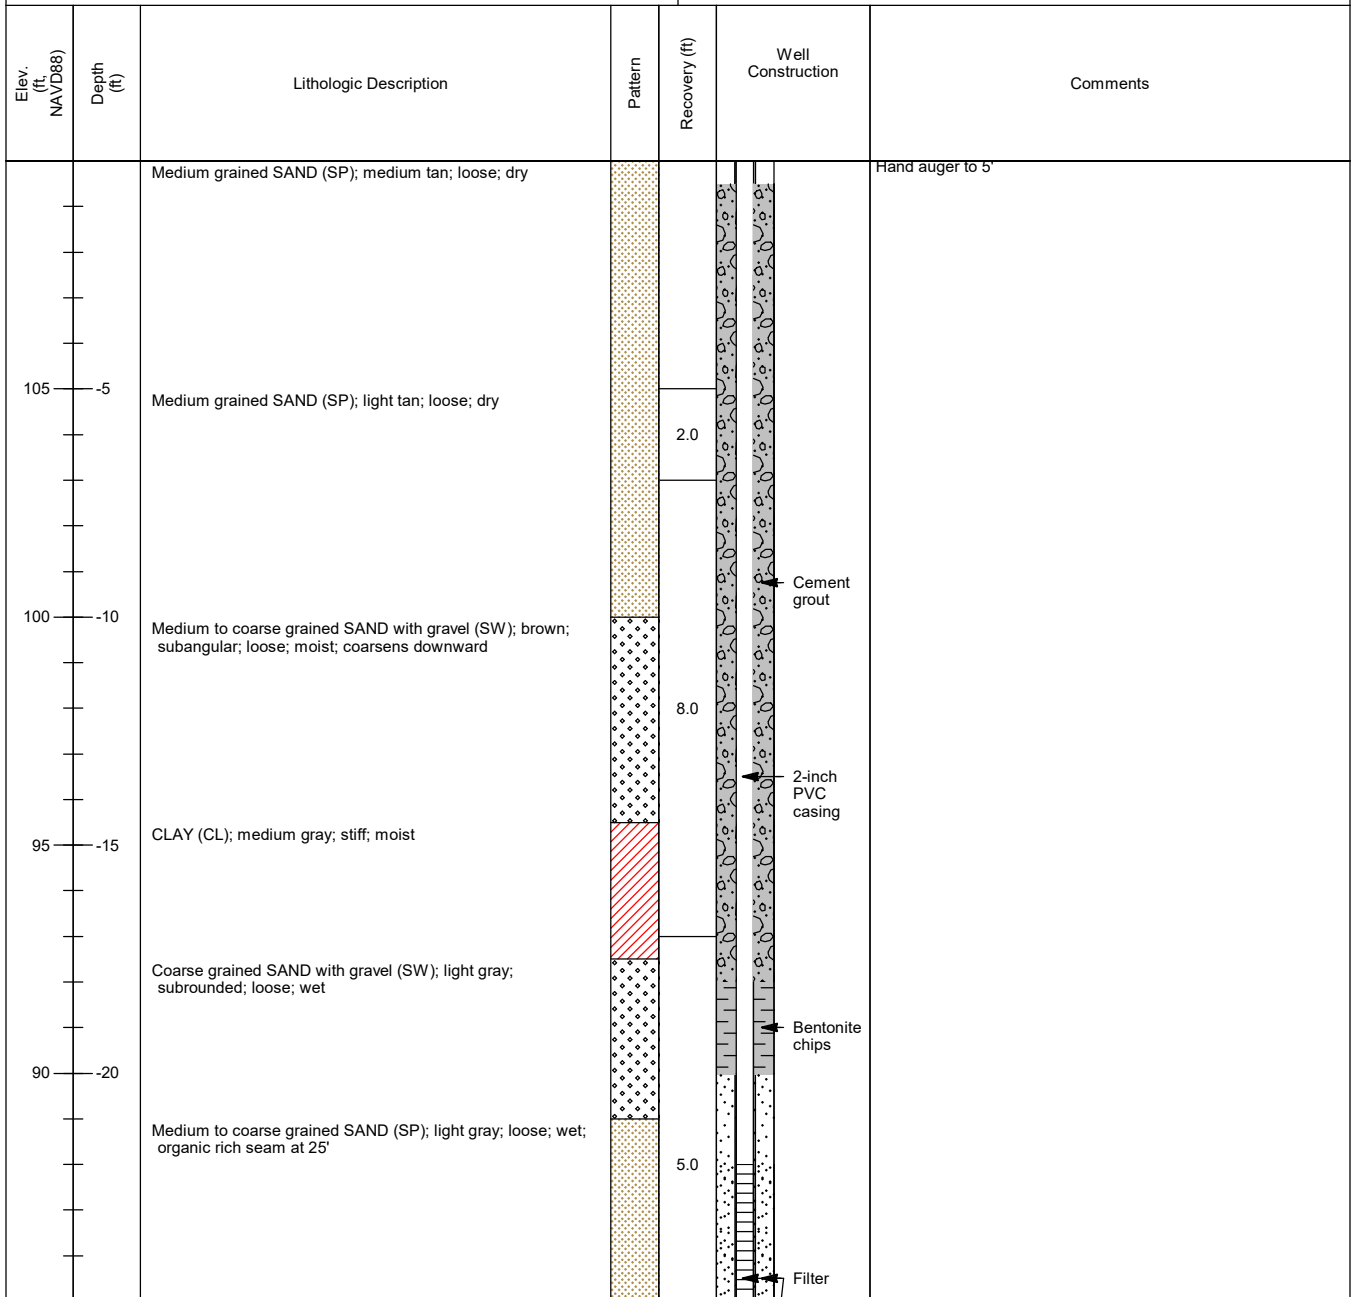 Elev.
(ft,
NAVD88)
Depth
(ft)
Lithologic Description
Pattern
Recovery (ft)
Well
Construction
Comments
Medium grained SAND (SP); medium tan; loose; dry
Hand auger to 5'
105
-5
Medium grained SAND (SP); light tan; loose; dry
2.0
Cement
grout
100
-10
Medium to coarse grained SAND with gravel (SW); brown;
subangular; loose; moist; coarsens downward
8.0
2-inch
PVC
casing
CLAY (CL); medium gray; stiff; moist
95
-15
Coarse grained SAND with gravel (SW); light gray;
subrounded; loose; wet
Bentonite
chips
90
-20
Medium to coarse grained SAND (SP); light gray; loose; wet;
organic rich seam at 25'
5.0
Filter